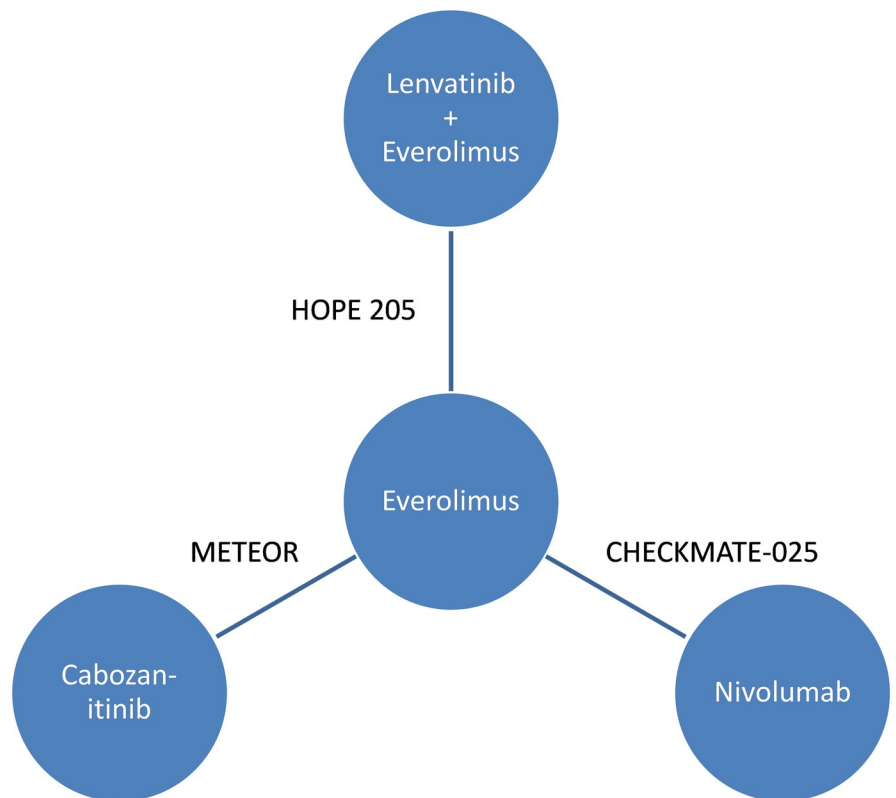 Lenvatinib
+
Everolimus
HOPE 205
Everolimus
METEOR
CHECKMATE-025
Cabozan-
itinib
Nivolumab